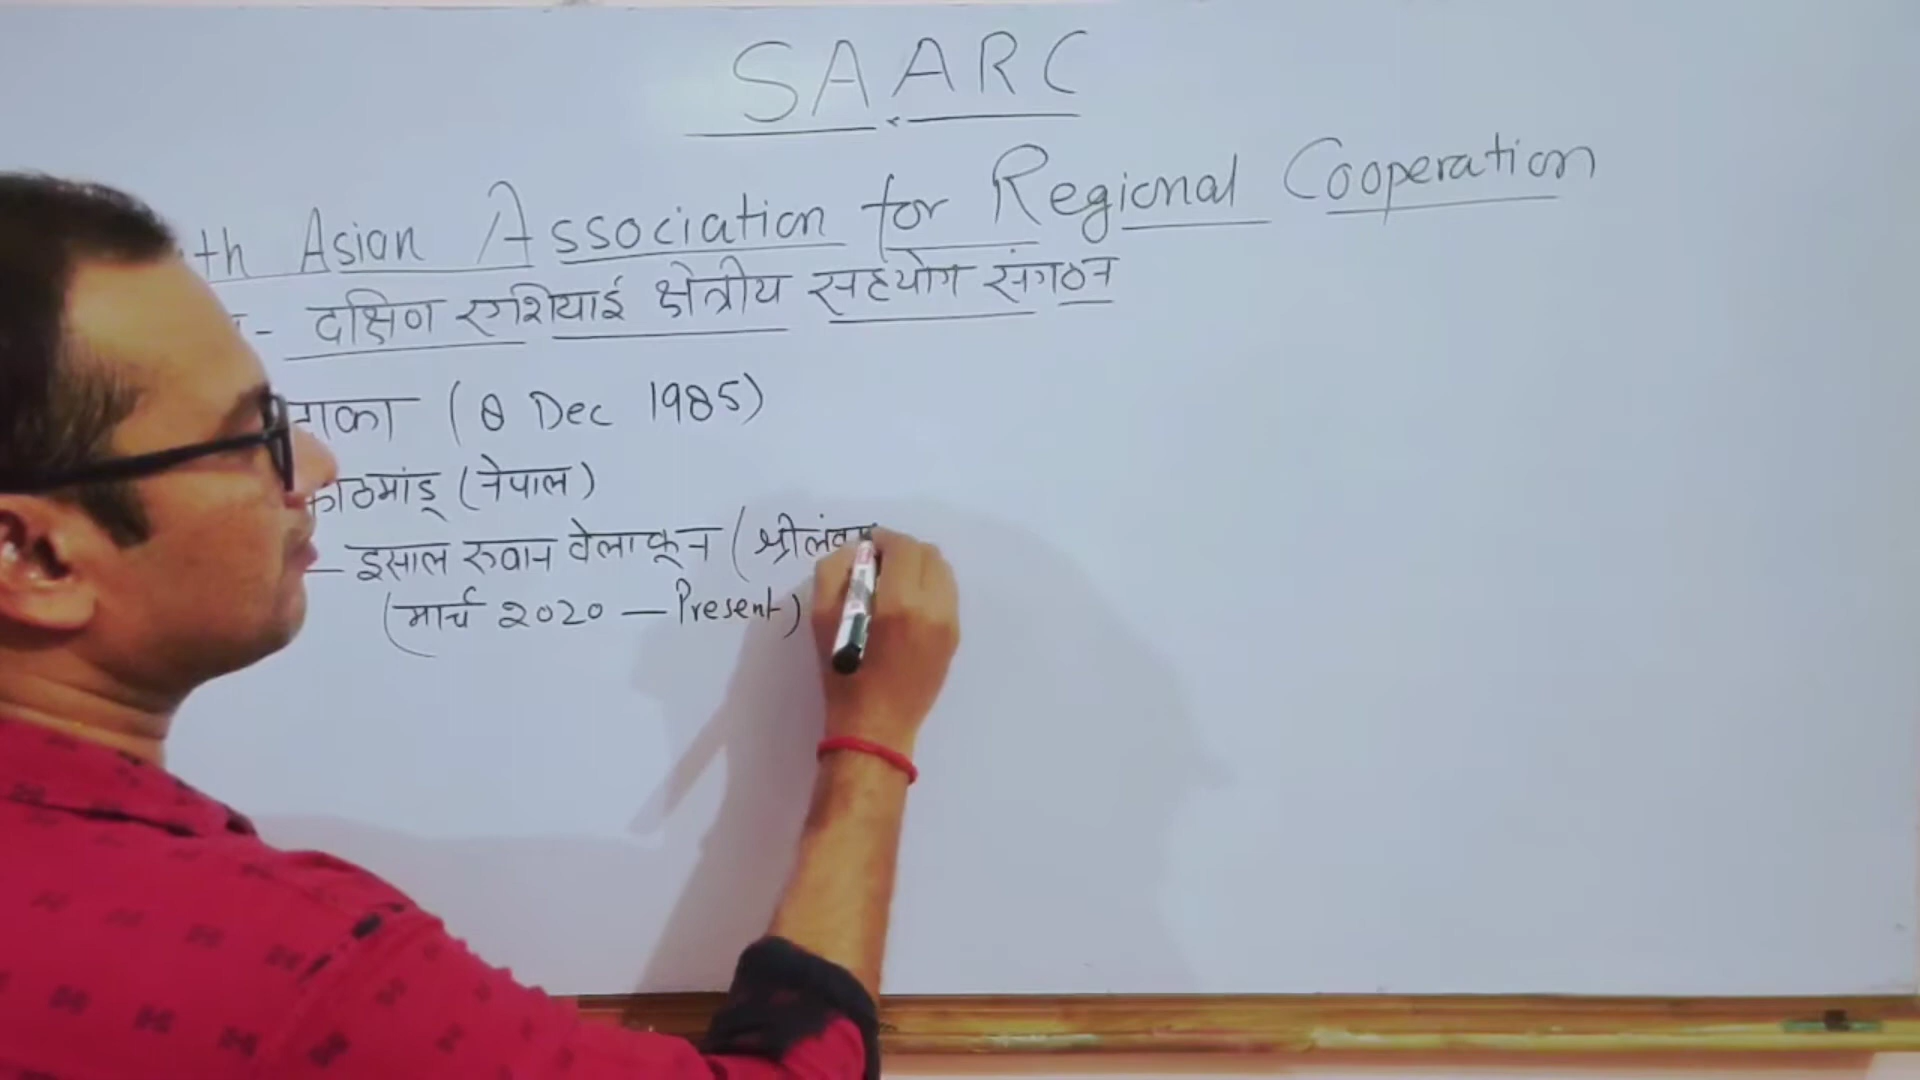 SAARC
th Asian Association for Regional Cooperation
- दक्षिण एशियाई क्षेत्रीय सहयोग संगठन
(8 Dec 1985)
काठमांडू (नेपाल)
— इसाल रुवान वेलाकून (श्रीलंका
(मार्च 2020 — Present)